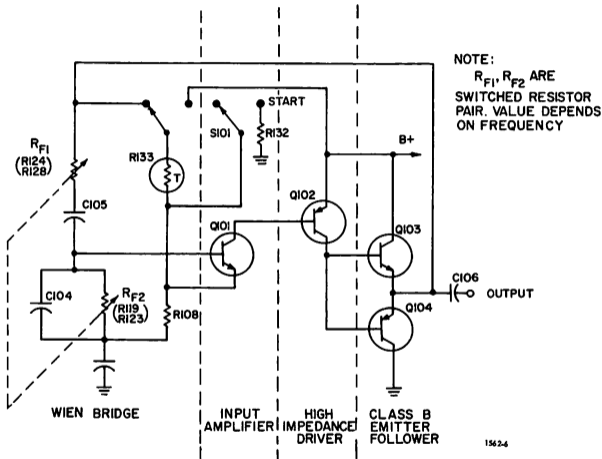 NOTE:
RF1, RF2 ARE
SWITCHED RESISTOR
PAIR. VALUE DEPENDS
ON FREQUENCY
START
S101
R132
B+
RF1
(R124)
(R128)
R133
T
Q102
C105
Q101
Q103
C106
OUTPUT
C104
RF2
(R119)
(R123)
R108
Q104
WIEN BRIDGE
INPUT
AMPLIFIER
HIGH
IMPEDANCE
DRIVER
CLASS B
EMITTER
FOLLOWER
1562-6